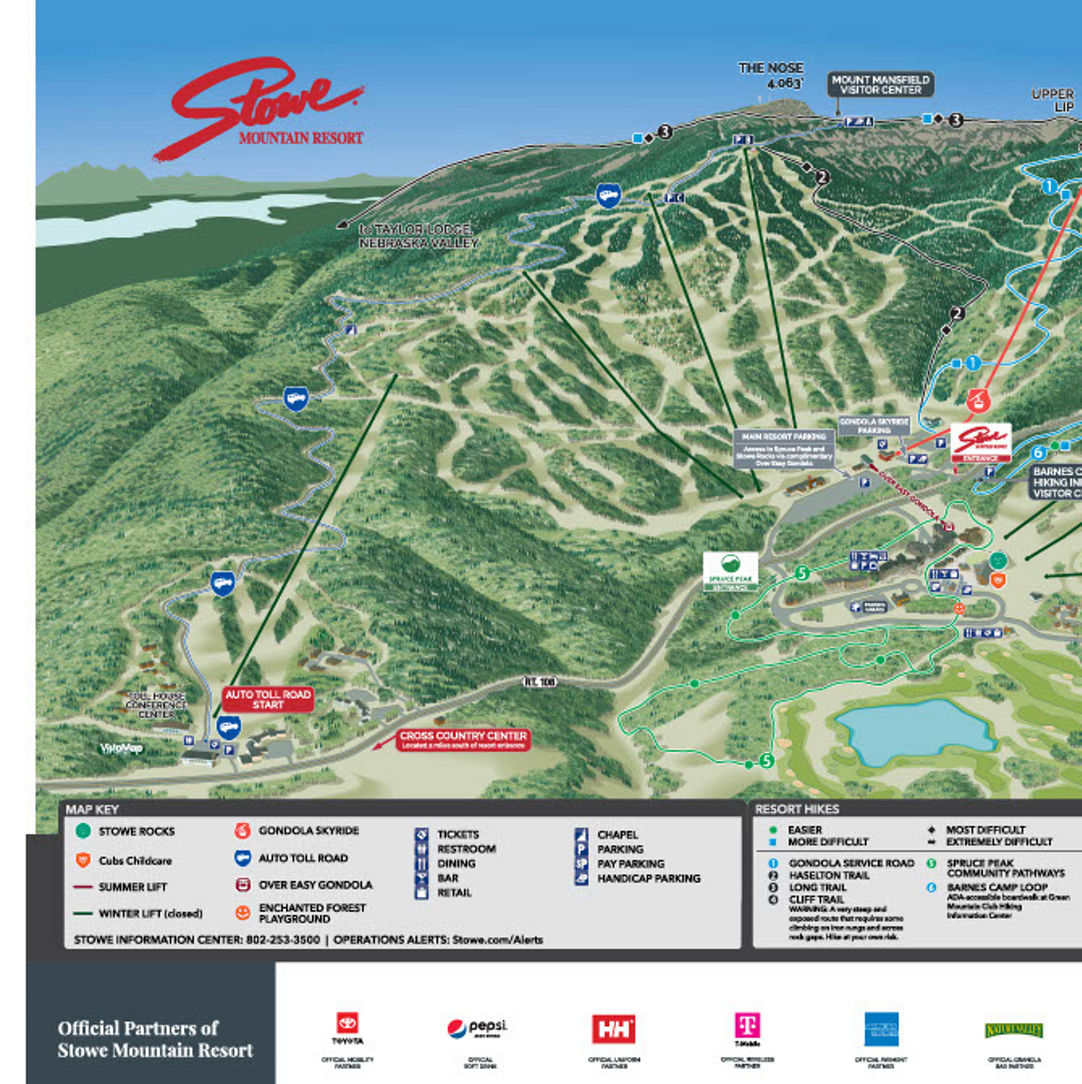 Stowe
MOUNTAIN RESORT
THE NOSE
4,063'
MOUNT MANSFIELD
VISITOR CENTER
UPPER
LIP
3
3
2
1
to TAYLOR LODGE,
NEBRASKA VALLEY
P
P C
2
1
GONDOLA SKYRIDE
PARKING
MAIN RESORT PARKING
Access to Spruce Peak and
Stowe Rocks via complimentary
Over Easy Gondola
Stowe
ENTRANCE
P
P
P
6
BARNES C
HIKING IN
VISITOR C
OVER EASY GONDOLA
SPRUCE PEAK
ENTRANCE
5
RT. 108
TOLL HOUSE
CONFERENCE
CENTER
AUTO TOLL ROAD
START
P
VistaMap
CROSS COUNTRY CENTER
5
MAP KEY
STOWE ROCKS
Cubs Childcare
SUMMER LIFT
WINTER LIFT (closed)
GONDOLA SKYRIDE
AUTO TOLL ROAD
OVER EASY GONDOLA
ENCHANTED FOREST
PLAYGROUND
TICKETS
RESTROOM
DINING
BAR
RETAIL
CHAPEL
P PARKING
PAY PARKING
HANDICAP PARKING
STOWE INFORMATION CENTER: 802-253-3500 | OPERATIONS ALERTS: Stowe.com/Alerts
RESORT HIKES
EASIER
MORE DIFFICULT
MOST DIFFICULT
EXTREMELY DIFFICULT
1 GONDOLA SERVICE ROAD
2 HASELTON TRAIL
3 LONG TRAIL
4 CLIFF TRAIL
WARNING: A very steep and
exposed route that requires some
climbing on iron rungs and across
rock gaps. Hike at your own risk.
5 SPRUCE PEAK
COMMUNITY PATHWAYS
6 BARNES CAMP LOOP
ADA-accessible boardwalk at Green
Mountain Club Hiking
Information Center
Official Partners of
Stowe Mountain Resort
TOYOTA
OFFICIAL MOBILITY
PARTNER
pepsi
OFFICIAL
SOFT DRINK
HH
OFFICIAL UNIFORM
PARTNER
T
T-Mobile
OFFICIAL WIRELESS
PARTNER
OFFICIAL PAYMENT
PARTNER
NATURE VALLEY
OFFICIAL GRANOLA
BAR PARTNER